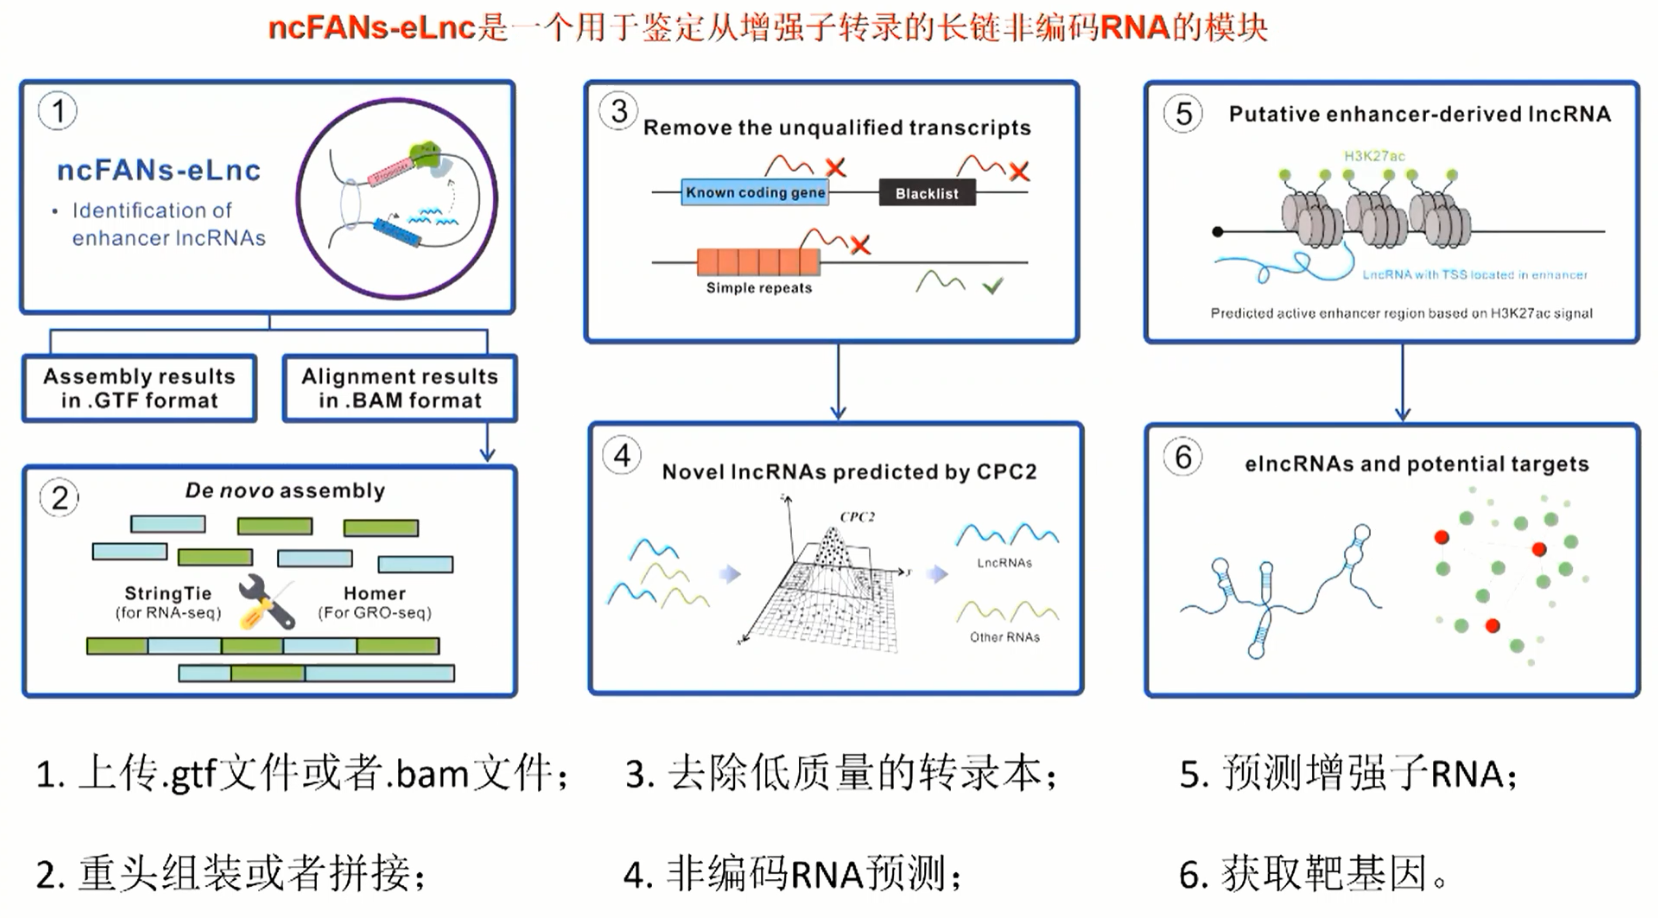 ncFANs-eLnc是一个用于鉴定从增强子转录的长链非编码RNA的模块
1
ncFANs-eLnc
• Identification of
enhancer lncRNAs
Promoter
Assembly results
in .GTF format
Alignment results
in .BAM format
2
De novo assembly
StringTie
(for RNA-seq)
Homer
(For GRO-seq)
3
Remove the unqualified transcripts
Known coding gene
Blacklist
Simple repeats
4
Novel lncRNAs predicted by CPC2
z
CPC2
y
x
LncRNAs
Other RNAs
5
Putative enhancer-derived lncRNA
H3K27ac
LncRNA with TSS located in enhancer
Predicted active enhancer region based on H3K27ac signal
6
elncRNAs and potential targets
1. 上传.gtf文件或者.bam文件；
2. 重头组装或者拼接；
3. 去除低质量的转录本；
4. 非编码RNA预测；
5. 预测增强子RNA；
6. 获取靶基因。